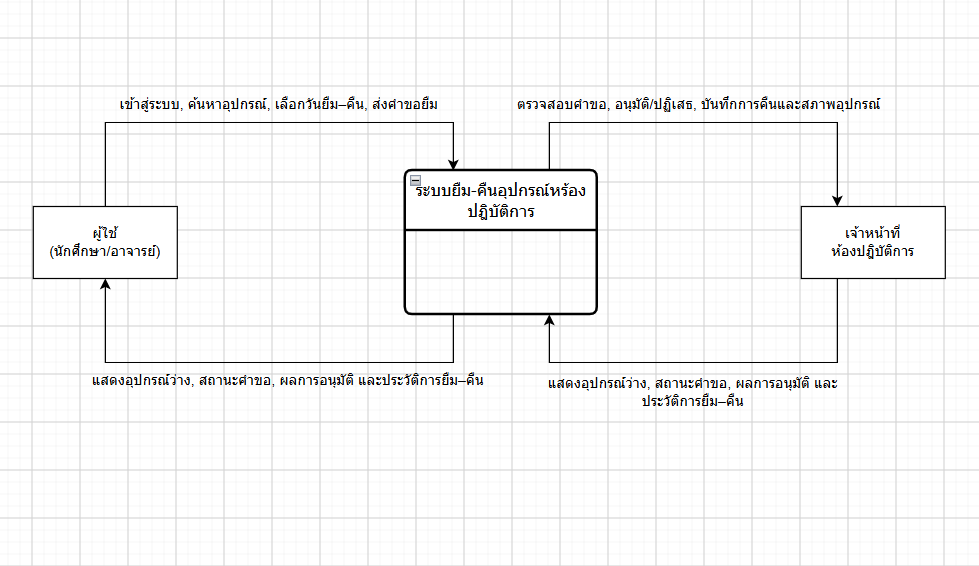 เข้าสู่ระบบ, ค้นหาอุปกรณ์, เลือกวันยืม–คืน, ส่งคำขอยืม
ตรวจสอบคำขอ, อนุมัติ/ปฏิเสธ, บันทึกการคืนและสภาพอุปกรณ์
ระบบยืม-คืนอุปกรณ์หร้อง
ปฎิบัติการ
ผู้ใช้
(นักศึกษา/อาจารย์)
เจ้าหน้าที่
ห้องปฏิบัติการ
แสดงอุปกรณ์ว่าง, สถานะคำขอ, ผลการอนุมัติ และประวัติการยืม–คืน
แสดงอุปกรณ์ว่าง, สถานะคำขอ, ผลการอนุมัติ และ
ประวัติการยืม–คืน